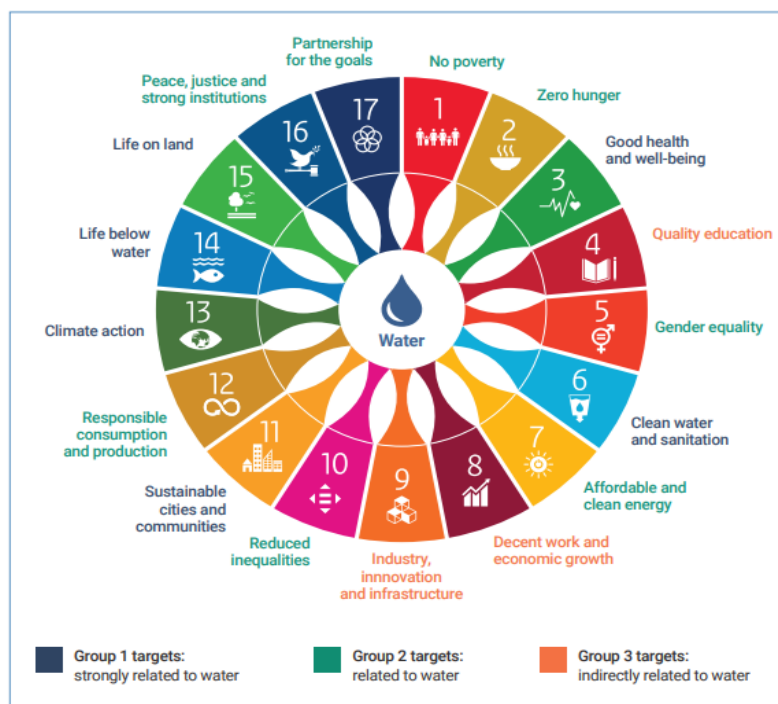 Partnership
for the goals
17
No poverty
1
Zero hunger
2
Good health
and well-being
3
Quality education
4
Gender equality
5
Clean water
and sanitation
6
Affordable and
clean energy
7
Decent work and
economic growth
8
Industry,
innnovation
and infrastructure
9
Reduced
inequalities
10
Sustainable
cities and
communities
11
Responsible
consumption
and production
12
Climate action
13
Life below
water
14
Life on land
15
Peace, justice and
strong institutions
16
Water
Group 1 targets:
strongly related to water
Group 2 targets:
related to water
Group 3 targets:
indirectly related to water